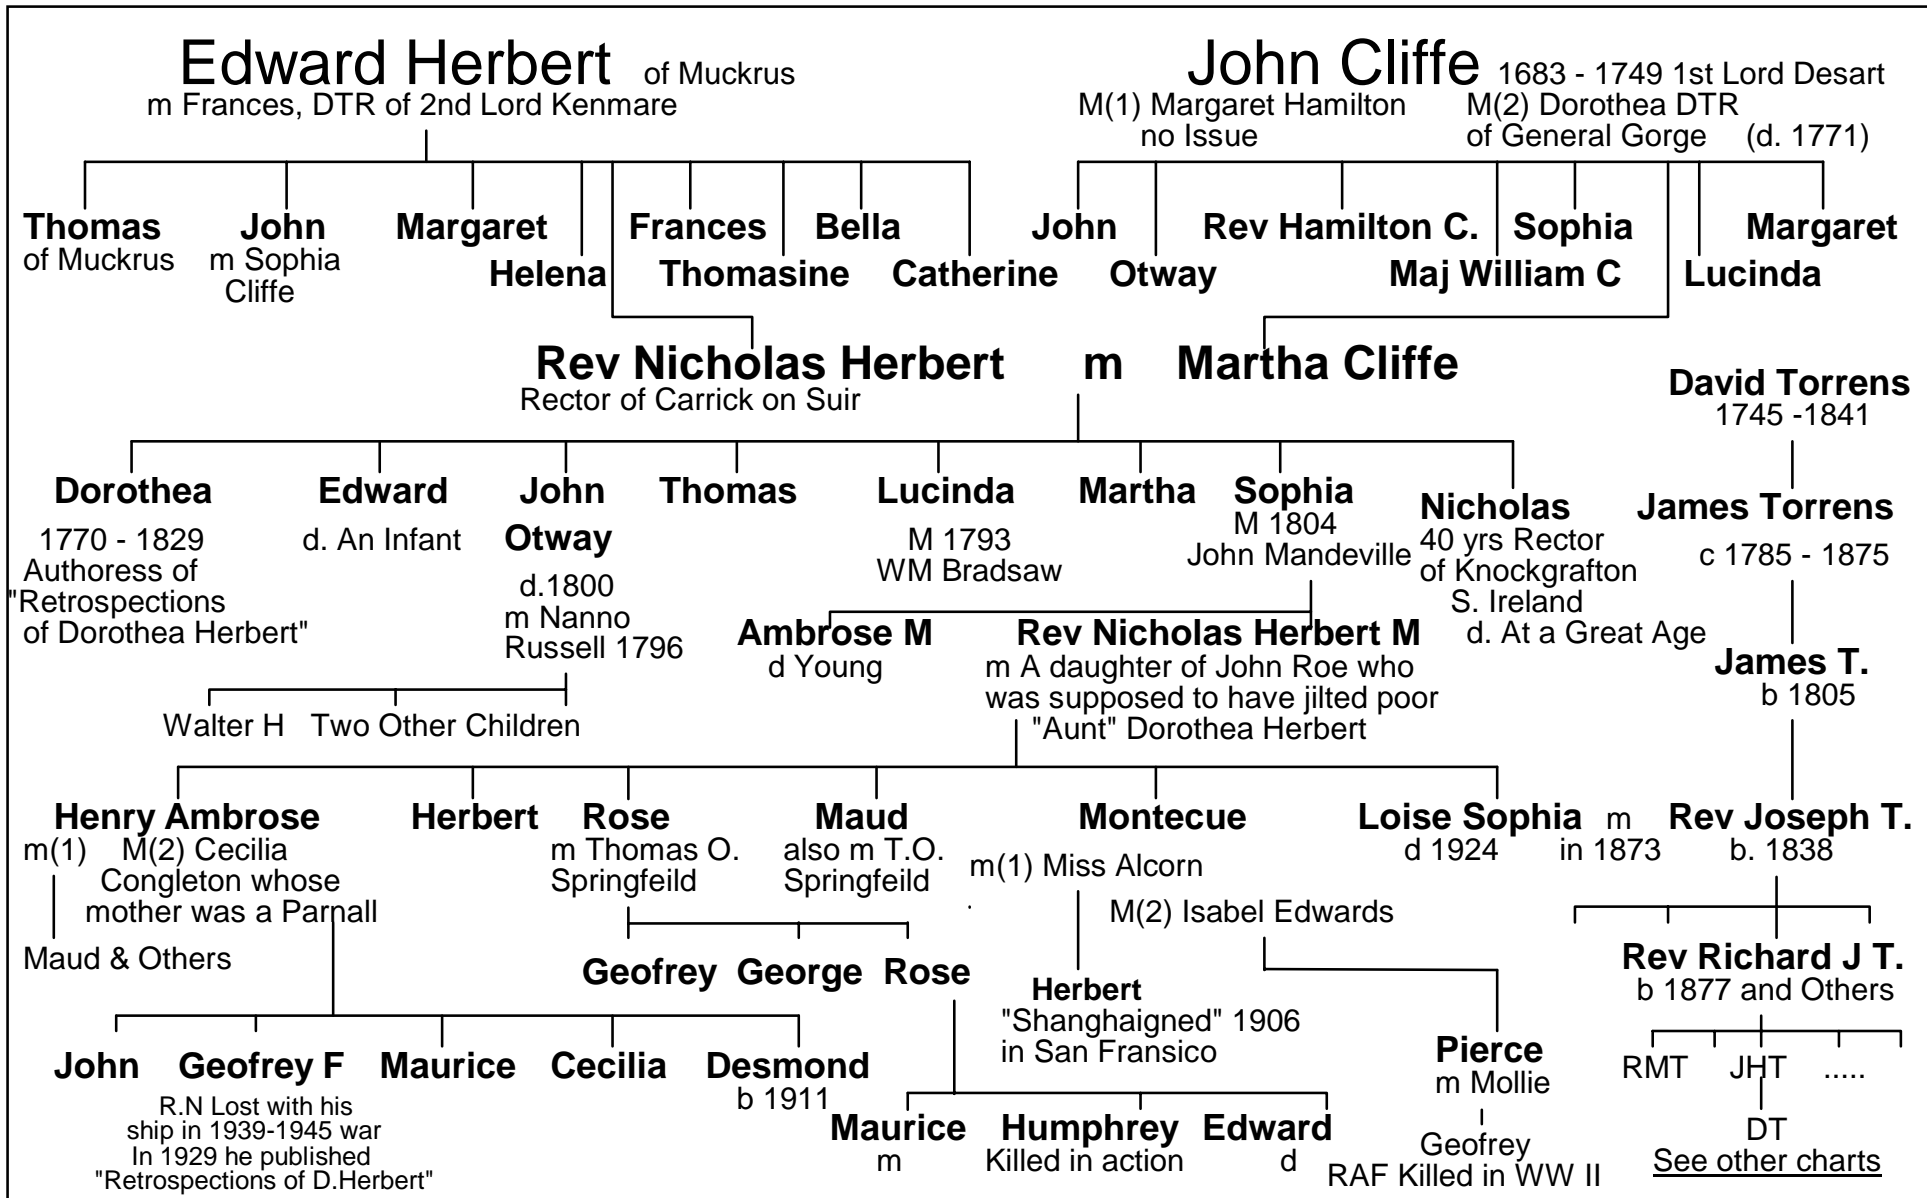 Edward Herbert of Muckrus
m Frances, DTR of 2nd Lord Kenmare
John Cliffe 1683 - 1749 1st Lord Desart
M(1) Margaret Hamilton
no Issue
M(2) Dorothea DTR
of General Gorge (d. 1771)
Thomas
of Muckrus
John
m Sophia
Cliffe
Margaret
Helena
Frances
Thomasine
Bella
Catherine
John
Otway
Rev Hamilton C.
Maj William C
Sophia
Lucinda
Margaret
Rev Nicholas Herbert m Martha Cliffe
Rector of Carrick on Suir
David Torrens
1745 -1841
Dorothea
1770 - 1829
Authoress of
"Retrospections
of Dorothea Herbert"
Edward
d. An Infant
John
Otway
d.1800
m Nanno
Russell 1796
Thomas
Lucinda
M 1793
WM Bradsaw
Martha
Sophia
M 1804
John Mandeville
Nicholas
40 yrs Rector
of Knockgrafton
S. Ireland
d. At a Great Age
James Torrens
c 1785 - 1875
Ambrose M
d Young
Rev Nicholas Herbert M
m A daughter of John Roe who
was supposed to have jilted poor
"Aunt" Dorothea Herbert
James T.
b 1805
Walter H Two Other Children
Henry Ambrose
m(1) M(2) Cecilia
Congleton whose
mother was a Parnall
Maud & Others
Herbert
Rose
m Thomas O.
Springfeild
Maud
also m T.O.
Springfeild
Montecue
m(1) Miss Alcorn
M(2) Isabel Edwards
Loise Sophia m
d 1924 in 1873
Rev Joseph T.
b. 1838
Geofrey George Rose
Herbert
"Shanghaigned" 1906
in San Fransico
Rev Richard J T.
b 1877 and Others
John
Geofrey F
R.N Lost with his
ship in 1939-1945 war
In 1929 he published
"Retrospections of D.Herbert"
Maurice
Cecilia
Desmond
b 1911
Pierce
m Mollie
Geofrey
RAF Killed in WW II
RMT JHT .....
DT
See other charts
Maurice
m
Humphrey
Killed in action
Edward
d